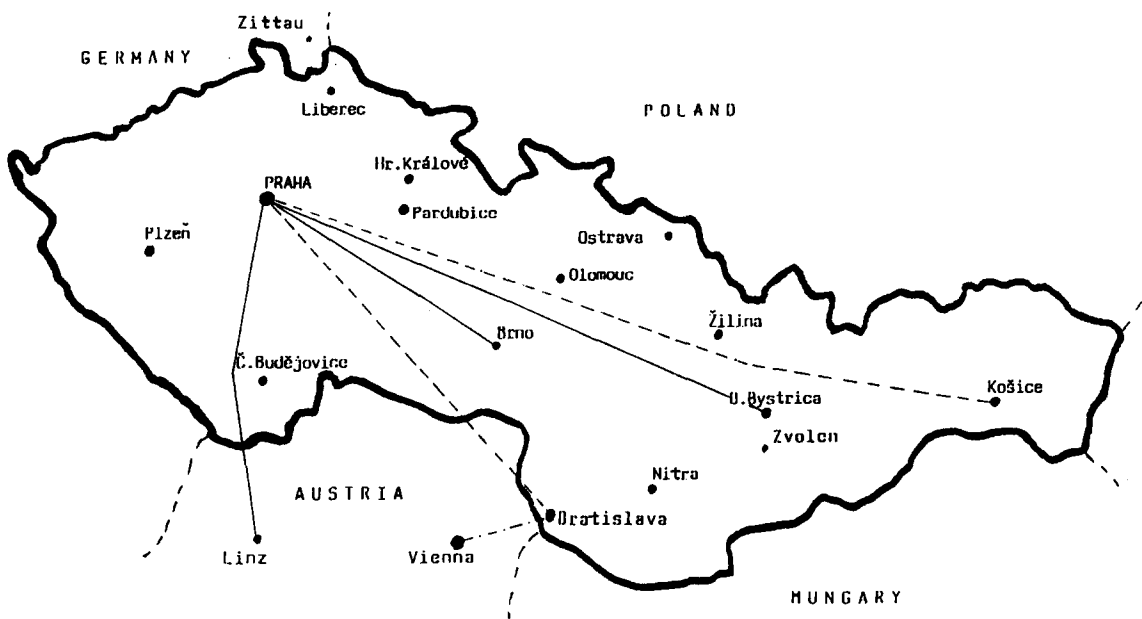 Zittau
GERMANY
Liberec
POLAND
Hr.Králové
PRAHA
Pardubice
Plzeň
Ostrava
Olomouc
Žilina
Brno
Č.Budějovice
Košice
B.Bystrica
Zvolen
Nitra
AUSTRIA
Bratislava
Linz
Vienna
HUNGARY